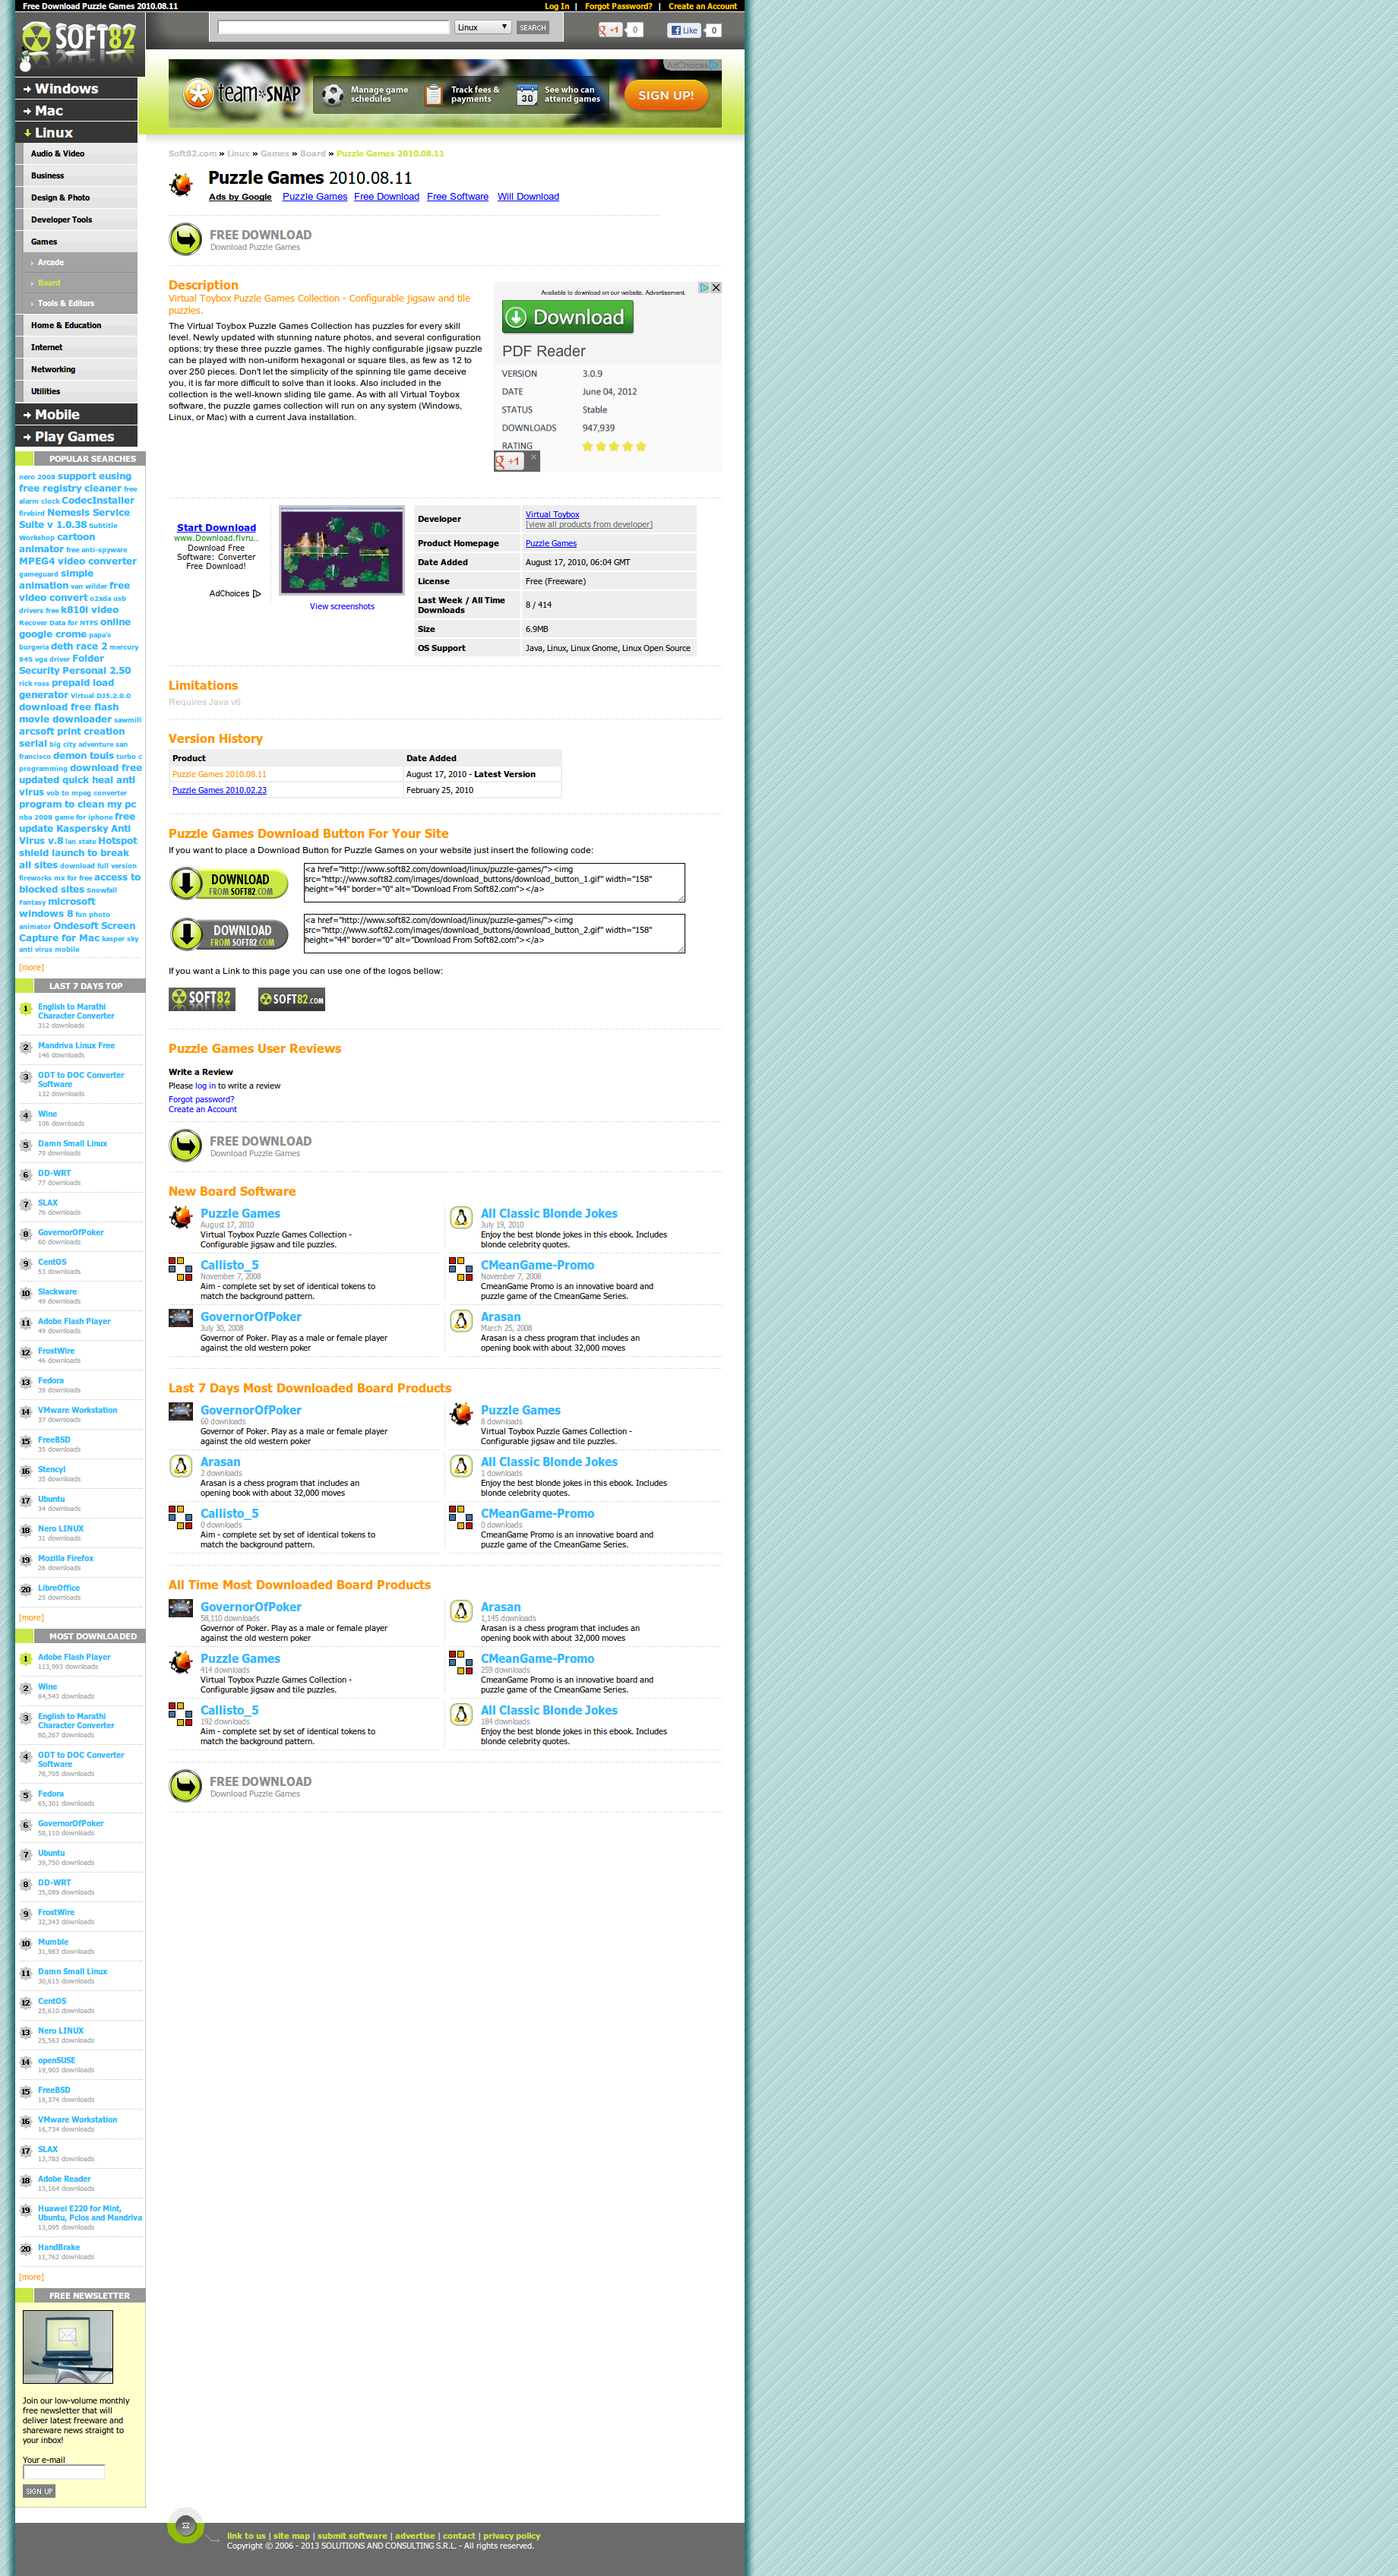 Free Download Puzzle Games 2010.08.11
Log In | Forgot Password? | Create an Account
SOFT82
Linux
SEARCH
+1
0
Like
0
Windows
Mac
Linux
Audio & Video
Business
Design & Photo
Developer Tools
Games
Arcade
Board
Tools & Editors
Home & Education
Internet
Networking
Utilities
Mobile
Play Games
AdChoices
team SNAP
Manage game
schedules
Track fees &
payments
30
See who can
attend games
SIGN UP!
Soft82.com » Linux » Games » Board » Puzzle Games 2010.08.11
Puzzle Games 2010.08.11
Ads by Google Puzzle Games Free Download Free Software Will Download
FREE DOWNLOAD
Download Puzzle Games
Description
Virtual Toybox Puzzle Games Collection - Configurable jigsaw and tile
puzzles.
The Virtual Toybox Puzzle Games Collection has puzzles for every skill
level. Newly updated with stunning nature photos, and several configuration
options; try these three puzzle games. The highly configurable jigsaw puzzle
can be played with non-uniform hexagonal or square tiles, as few as 12 to
over 250 pieces. Don't let the simplicity of the spinning tile game deceive
you, it is far more difficult to solve than it looks. Also included in the
collection is the well-known sliding tile game. As with all Virtual Toybox
software, the puzzle games collection will run on any system (Windows,
Linux, or Mac) with a current Java installation.
Available to download on our website. Advertisement.
Download
PDF Reader
VERSION 3.0.9
DATE June 04, 2012
STATUS Stable
DOWNLOADS 947,939
RATING
+1
Start Download
www.Download.flvru...
Download Free
Software: Converter
Free Download!
AdChoices
View screenshots
Developer Virtual Toybox
[view all products from developer]
Product Homepage Puzzle Games
Date Added August 17, 2010, 06:04 GMT
License Free (Freeware)
Last Week / All Time
Downloads 8 / 414
Size 6.9MB
OS Support Java, Linux, Linux Gnome, Linux Open Source
Limitations
Requires Java v6
Version History
Product Date Added
Puzzle Games 2010.08.11 August 17, 2010 - Latest Version
Puzzle Games 2010.02.23 February 25, 2010
Puzzle Games Download Button For Your Site
If you want to place a Download Button for Puzzle Games on your website just insert the following code:
DOWNLOAD
FROM SOFT82.COM
<a href="http://www.soft82.com/download/linux/puzzle-games/"><img
src="http://www.soft82.com/images/download_buttons/download_button_1.gif" width="158"
height="44" border="0" alt="Download From Soft82.com"></a>
DOWNLOAD
FROM SOFT82.COM
<a href="http://www.soft82.com/download/linux/puzzle-games/"><img
src="http://www.soft82.com/images/download_buttons/download_button_2.gif" width="158"
height="44" border="0" alt="Download From Soft82.com"></a>
If you want a Link to this page you can use one of the logos bellow:
SOFT82
SOFT82.COM
Puzzle Games User Reviews
Write a Review
Please log in to write a review
Forgot password?
Create an Account
FREE DOWNLOAD
Download Puzzle Games
New Board Software
Puzzle Games
August 17, 2010
Virtual Toybox Puzzle Games Collection -
Configurable jigsaw and tile puzzles.
All Classic Blonde Jokes
July 19, 2010
Enjoy the best blonde jokes in this ebook. Includes
blonde celebrity quotes.
Callisto_5
November 7, 2008
Aim - complete set by set of identical tokens to
match the background pattern.
CMeanGame-Promo
November 7, 2008
CmeanGame Promo is an innovative board and
puzzle game of the CmeanGame Series.
GovernorOfPoker
July 30, 2008
Governor of Poker. Play as a male or female player
against the old western poker
Arasan
March 25, 2008
Arasan is a chess program that includes an
opening book with about 32,000 moves
Last 7 Days Most Downloaded Board Products
GovernorOfPoker
60 downloads
Governor of Poker. Play as a male or female player
against the old western poker
Puzzle Games
8 downloads
Virtual Toybox Puzzle Games Collection -
Configurable jigsaw and tile puzzles.
Arasan
2 downloads
Arasan is a chess program that includes an
opening book with about 32,000 moves
All Classic Blonde Jokes
1 downloads
Enjoy the best blonde jokes in this ebook. Includes
blonde celebrity quotes.
Callisto_5
0 downloads
Aim - complete set by set of identical tokens to
match the background pattern.
CMeanGame-Promo
0 downloads
CmeanGame Promo is an innovative board and
puzzle game of the CmeanGame Series.
All Time Most Downloaded Board Products
GovernorOfPoker
58,110 downloads
Governor of Poker. Play as a male or female player
against the old western poker
Arasan
1,145 downloads
Arasan is a chess program that includes an
opening book with about 32,000 moves
Puzzle Games
414 downloads
Virtual Toybox Puzzle Games Collection -
Configurable jigsaw and tile puzzles.
CMeanGame-Promo
259 downloads
CmeanGame Promo is an innovative board and
puzzle game of the CmeanGame Series.
Callisto_5
192 downloads
Aim - complete set by set of identical tokens to
match the background pattern.
All Classic Blonde Jokes
184 downloads
Enjoy the best blonde jokes in this ebook. Includes
blonde celebrity quotes.
FREE DOWNLOAD
Download Puzzle Games
POPULAR SEARCHES
nero 2008 support eusing
free registry cleaner free
alarm clock CodecInstaller
firebird Nemesis Service
Suite v 1.0.38 Subtitle
Workshop cartoon
animator free anti-spyware
MPEG4 video converter
gameguard simple
animation van wilder free
video convert o2xda usb
drivers free k810i video
Recover Data for NTFS online
google crome papa's
burgeria deth race 2 mercury
945 vga driver Folder
Security Personal 2.50
rick ross prepaid load
generator Virtual DJ5.2.0.0
download free flash
movie downloader sawmill
arcsoft print creation
serial big city adventure san
francisco demon touls turbo c
programming download free
updated quick heal anti
virus vob to mpeg converter
program to clean my pc
nba 2008 game for iphone free
update Kaspersky Anti
Virus v.8 lan state Hotspot
shield launch to break
all sites download full version
fireworks mx for free access to
blocked sites Snowfall
Fantasy microsoft
windows 8 fun photo
animator Ondesoft Screen
Capture for Mac kasper sky
anti virus mobile
[more]
LAST 7 DAYS TOP
1 English to Marathi
Character Converter
312 downloads
2 Mandriva Linux Free
146 downloads
3 ODT to DOC Converter
Software
132 downloads
4 Wine
106 downloads
5 Damn Small Linux
79 downloads
6 DD-WRT
77 downloads
7 SLAX
76 downloads
8 GovernorOfPoker
60 downloads
9 CentOS
53 downloads
10 Slackware
49 downloads
11 Adobe Flash Player
49 downloads
12 FrostWire
46 downloads
13 Fedora
39 downloads
14 VMware Workstation
37 downloads
15 FreeBSD
35 downloads
16 Stencyl
35 downloads
17 Ubuntu
34 downloads
18 Nero LINUX
31 downloads
19 Mozilla Firefox
26 downloads
20 LibreOffice
25 downloads
[more]
MOST DOWNLOADED
1 Adobe Flash Player
113,993 downloads
2 Wine
84,543 downloads
3 English to Marathi
Character Converter
80,267 downloads
4 ODT to DOC Converter
Software
78,705 downloads
5 Fedora
65,301 downloads
6 GovernorOfPoker
58,110 downloads
7 Ubuntu
39,750 downloads
8 DD-WRT
35,089 downloads
9 FrostWire
32,343 downloads
10 Mumble
31,983 downloads
11 Damn Small Linux
30,615 downloads
12 CentOS
25,610 downloads
13 Nero LINUX
25,563 downloads
14 openSUSE
19,903 downloads
15 FreeBSD
18,374 downloads
16 VMware Workstation
16,734 downloads
17 SLAX
13,783 downloads
18 Adobe Reader
13,164 downloads
19 Huawei E220 for Mint,
Ubuntu, Pclos and Mandriva
13,095 downloads
20 HandBrake
11,762 downloads
[more]
FREE NEWSLETTER
Join our low-volume monthly
free newsletter that will
deliver latest freeware and
shareware news straight to
your inbox!
Your e-mail
SIGN UP
link to us | site map | submit software | advertise | contact | privacy policy
Copyright © 2006 - 2013 SOLUTIONS AND CONSULTING S.R.L. - All rights reserved.